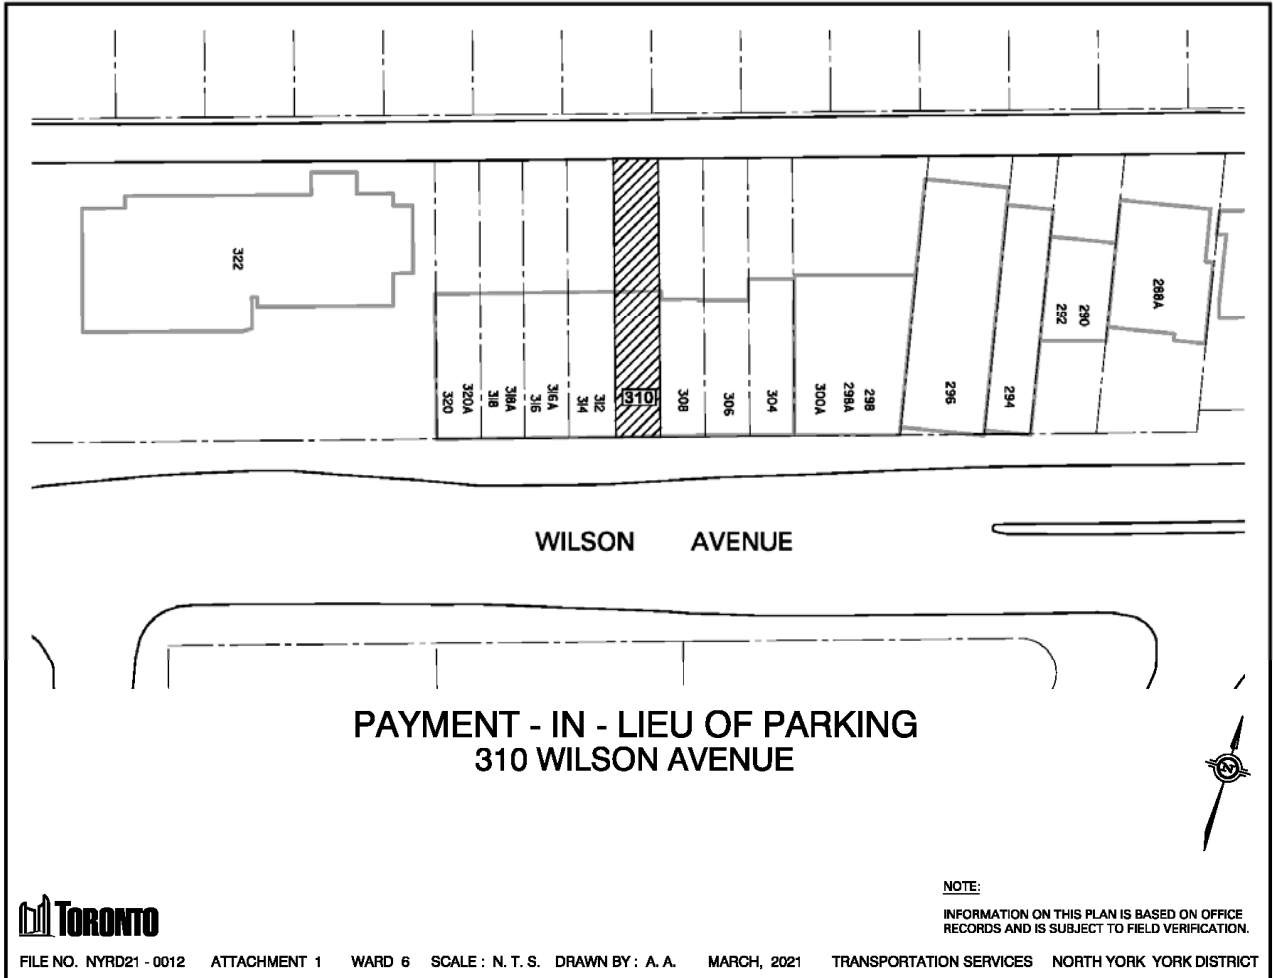 322
320
320A
318
318A
316
316A
314
312
310
308
306
304
300A
298A
298
296
294
292
290
288A
WILSON AVENUE
PAYMENT - IN - LIEU OF PARKING
310 WILSON AVENUE
N
NOTE:
INFORMATION ON THIS PLAN IS BASED ON OFFICE
RECORDS AND IS SUBJECT TO FIELD VERIFICATION.
TORONTO
FILE NO. NYRD21 - 0012 ATTACHMENT 1 WARD 6 SCALE : N. T. S. DRAWN BY : A. A. MARCH, 2021 TRANSPORTATION SERVICES NORTH YORK YORK DISTRICT